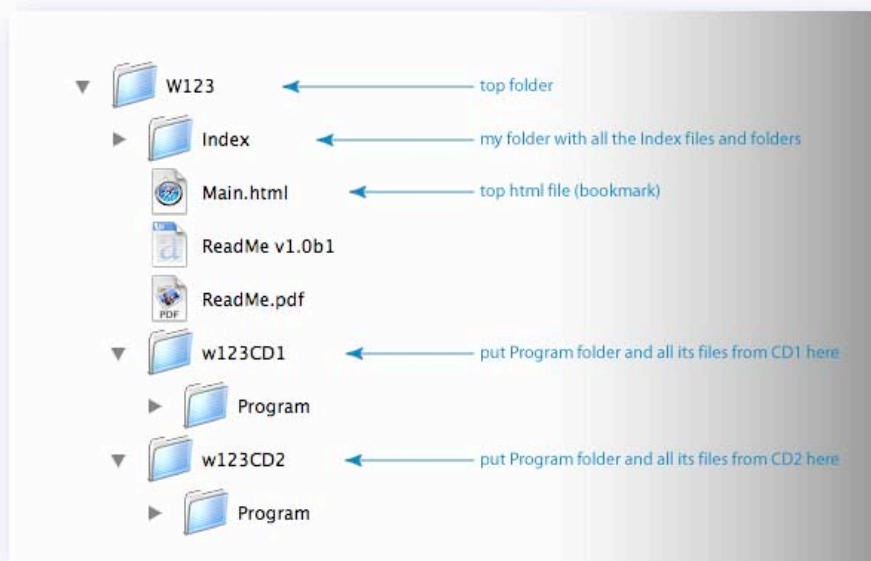 W123 top folder
Index my folder with all the Index files and folders
Main.html top html file (bookmark)
ReadMe v1.0b1
PDF ReadMe.pdf
w123CD1 put Program folder and all its files from CD1 here
Program
w123CD2 put Program folder and all its files from CD2 here
Program